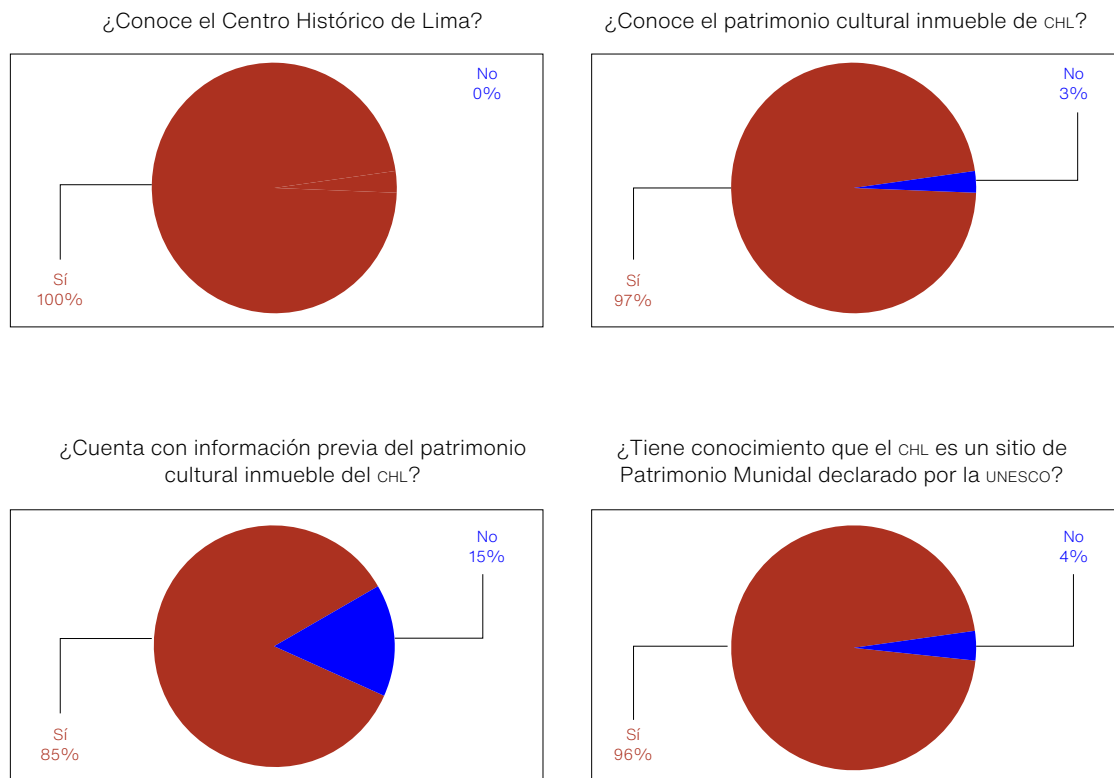 ¿Conoce el Centro Histórico de Lima?
No
0%
Sí
100%
¿Conoce el patrimonio cultural inmueble de CHL?
No
3%
Sí
97%
¿Cuenta con información previa del patrimonio
cultural inmueble del CHL?
No
15%
Sí
85%
¿Tiene conocimiento que el CHL es un sitio de
Patrimonio Munidal declarado por la UNESCO?
No
4%
Sí
96%